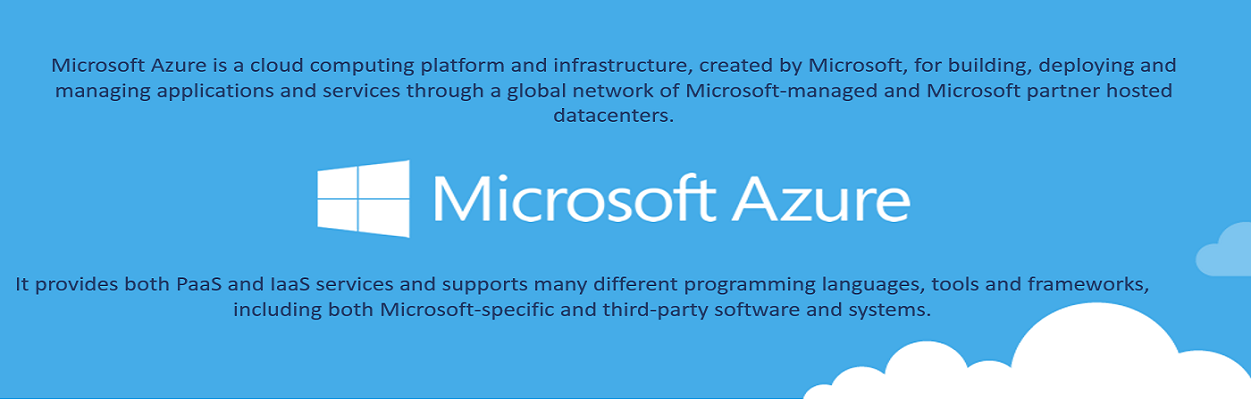 Microsoft Azure is a cloud computing platform and infrastructure, created by Microsoft, for building, deploying and
managing applications and services through a global network of Microsoft-managed and Microsoft partner hosted
datacenters.
Microsoft Azure
It provides both PaaS and IaaS services and supports many different programming languages, tools and frameworks,
including both Microsoft-specific and third-party software and systems.